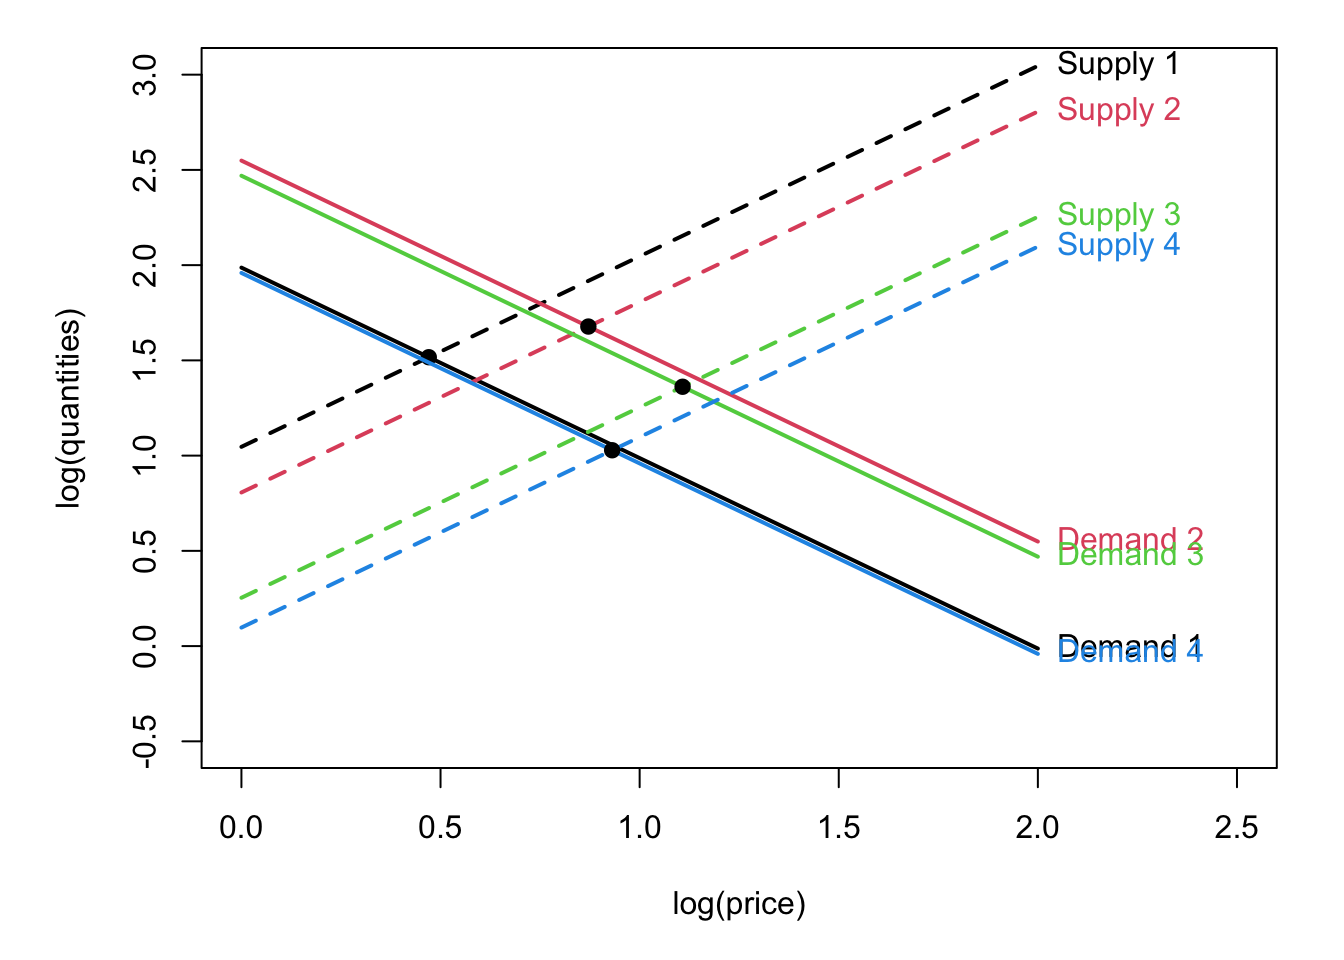 3.0
2.5
2.0
1.5
1.0
0.5
0.0
-0.5
log(quantities)
Supply 1
Supply 2
Supply 3
Supply 4
Demand 2
Demand 3
Demand 1
Demand 4
0.0 0.5 1.0 1.5 2.0 2.5
log(price)